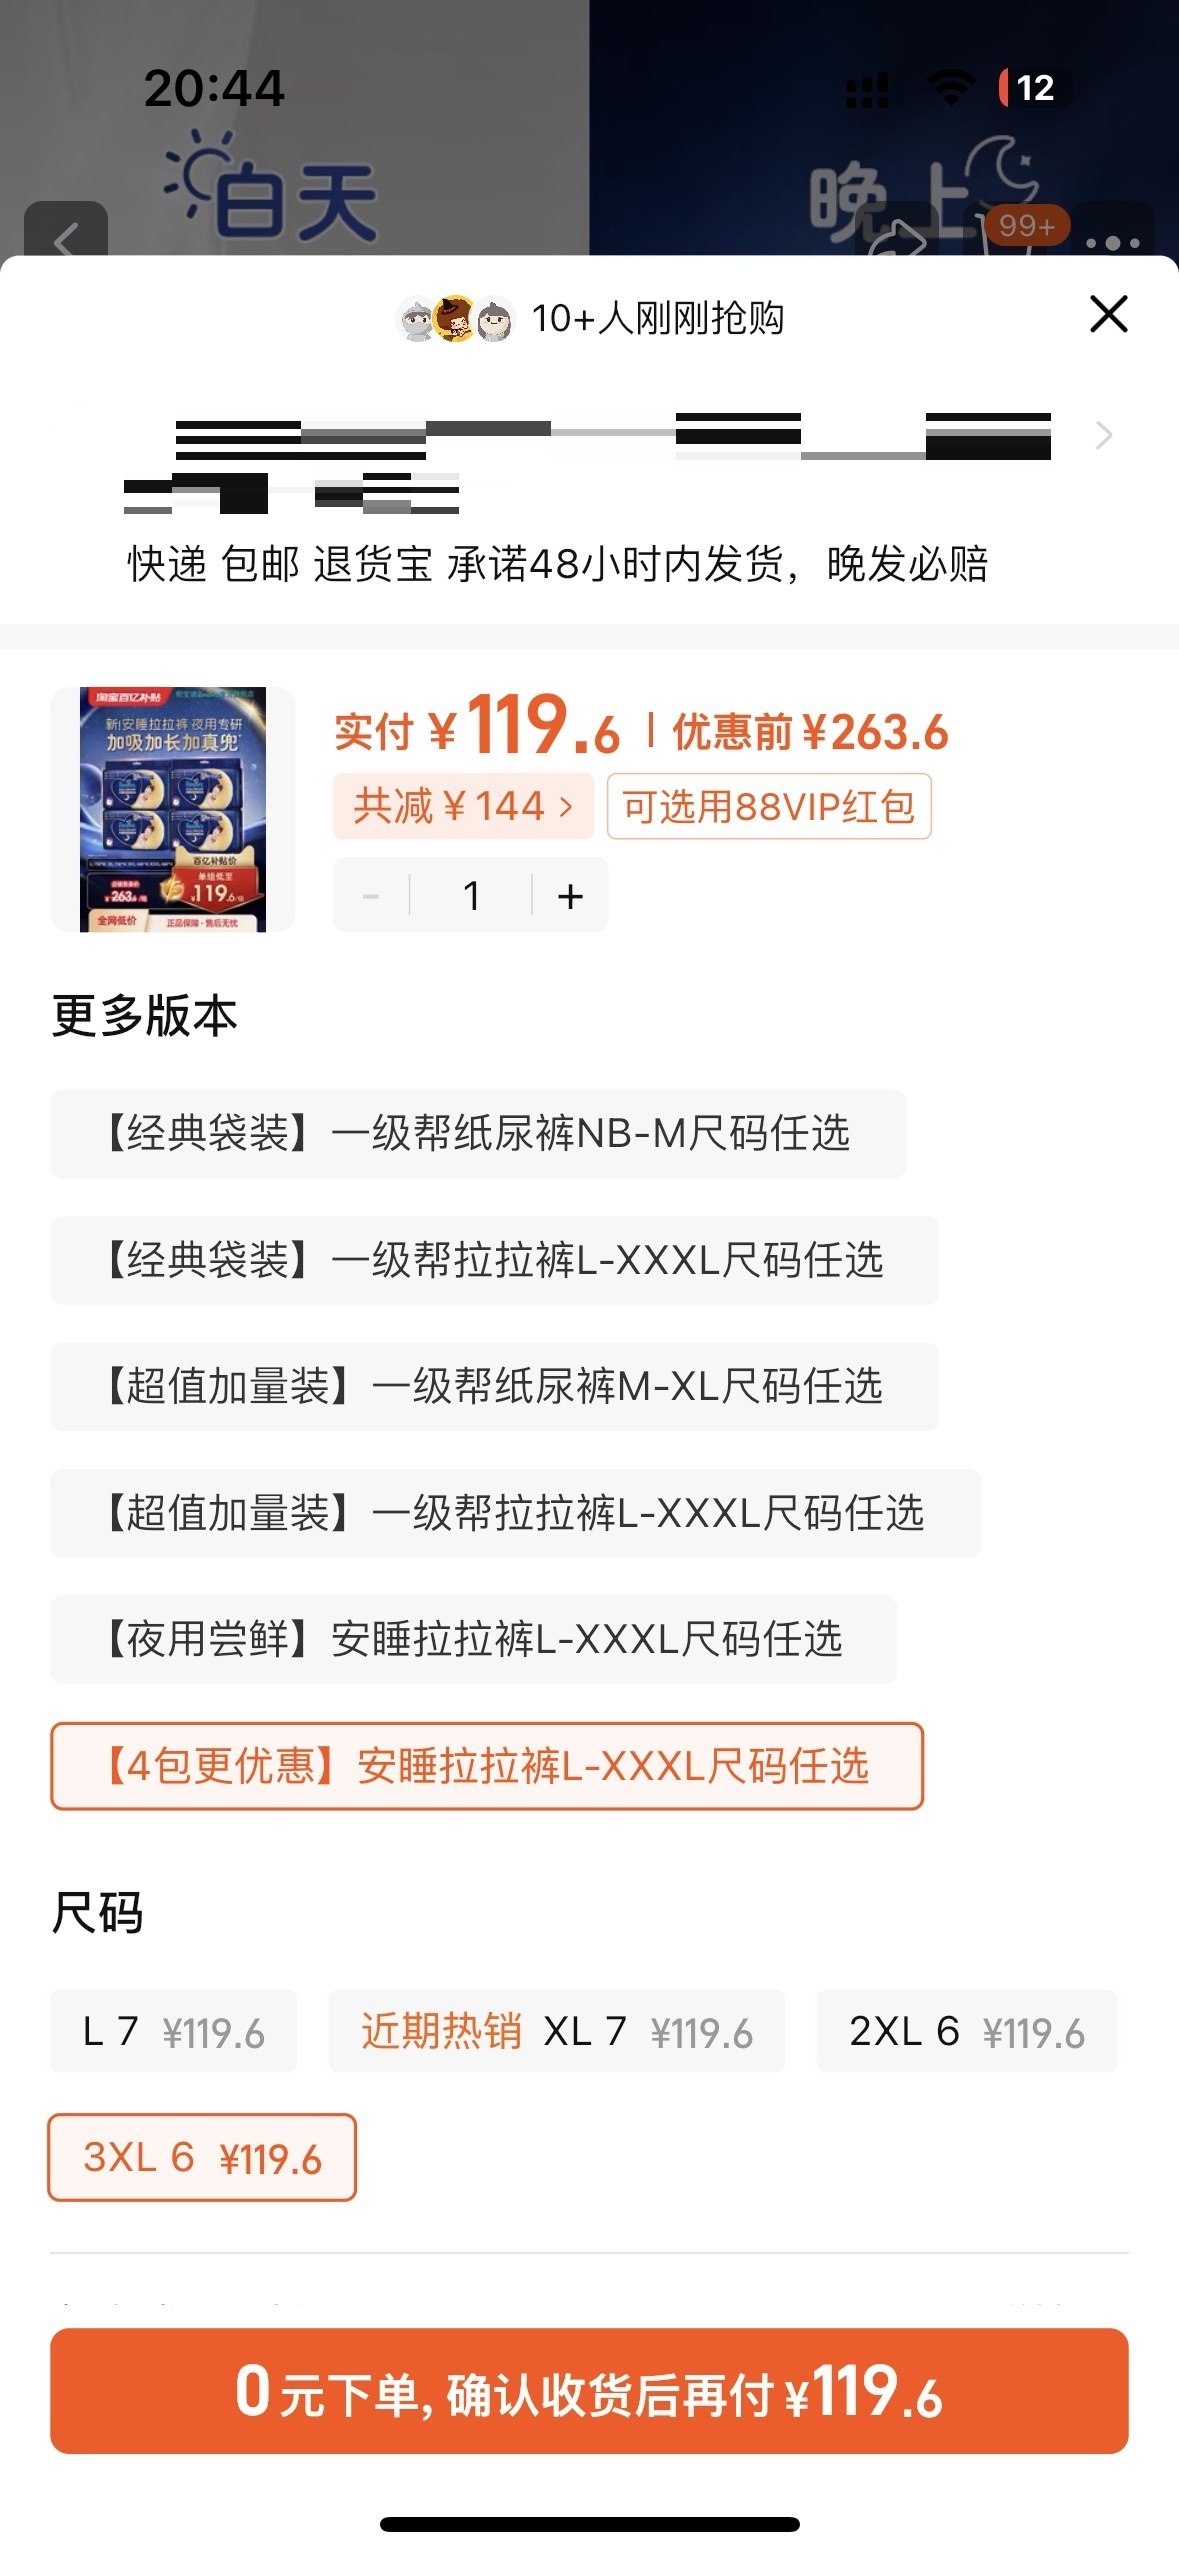 20:44
12
白天
晚上
99+
10+人刚刚抢购
快递 包邮 退货宝 承诺48小时内发货，晚发必赔
淘宝百亿补贴
新!安睡拉拉裤 夜用专研
加吸加长加真兜
百亿补贴价
单组低至
263.6
¥119.6/组
全网低价
正品保障·售后无忧
实付 ¥119.6 | 优惠前 ¥263.6
共减 ¥ 144 >
可选用88VIP红包
- 1 +
更多版本
【经典袋装】一级帮纸尿裤NB-M尺码任选
【经典袋装】一级帮拉拉裤L-XXXL尺码任选
【超值加量装】一级帮纸尿裤M-XL尺码任选
【超值加量装】一级帮拉拉裤L-XXXL尺码任选
【夜用尝鲜】安睡拉拉裤L-XXXL尺码任选
【4包更优惠】安睡拉拉裤L-XXXL尺码任选
尺码
L 7 ¥119.6
近期热销 XL 7 ¥119.6
2XL 6 ¥119.6
3XL 6 ¥119.6
0元下单, 确认收货后再付 ¥119.6